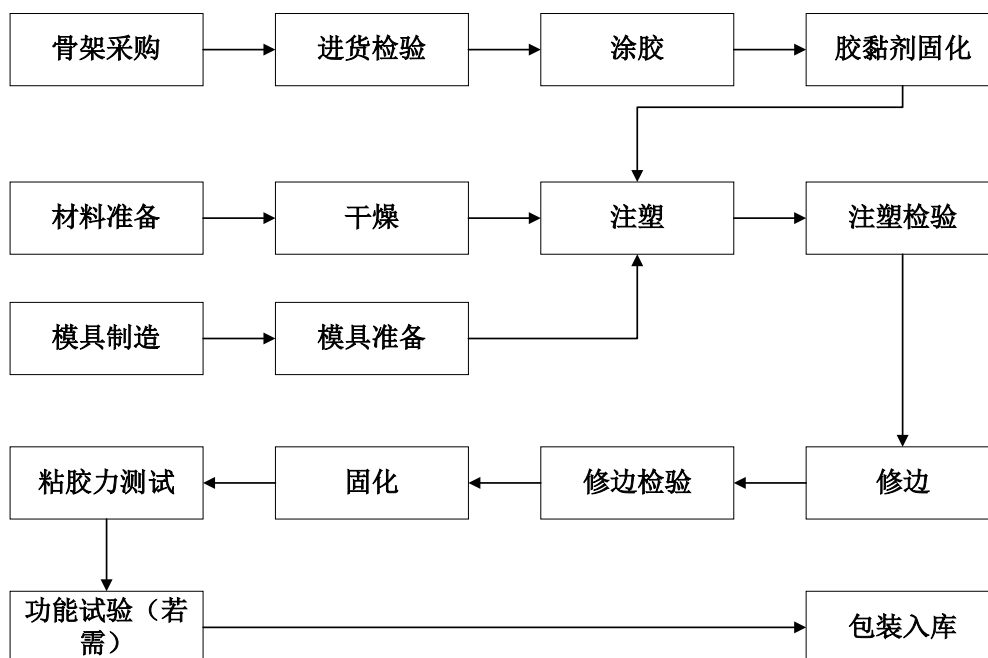 骨架采购
进货检验
涂胶
胶黏剂固化
材料准备
干燥
注塑
注塑检验
模具制造
模具准备
粘胶力测试
固化
修边检验
修边
功能试验（若
需）
包装入库